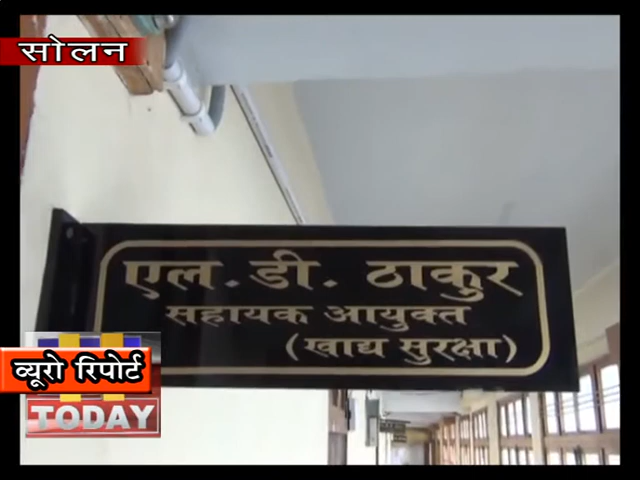 सोलन
एल. डी. ठाकुर
सहायक आयुक्त
(खाद्य सुरक्षा)
ब्यूरो रिपोर्ट
TODAY